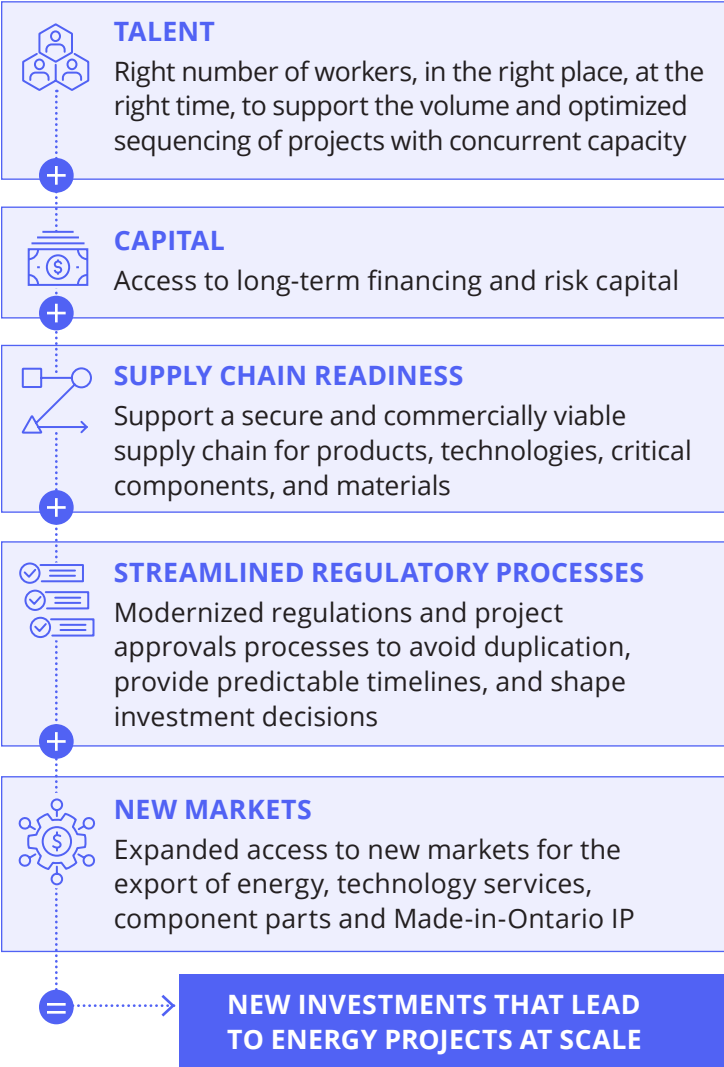 TALENT
Right number of workers, in the right place, at the
right time, to support the volume and optimized
sequencing of projects with concurrent capacity
+
CAPITAL
$
Access to long-term financing and risk capital
+
SUPPLY CHAIN READINESS
Support a secure and commercially viable
supply chain for products, technologies, critical
components, and materials
+
STREAMLINED REGULATORY PROCESSES
Modernized regulations and project
approvals processes to avoid duplication,
provide predictable timelines, and shape
investment decisions
+
NEW MARKETS
$
Expanded access to new markets for the
export of energy, technology services,
component parts and Made-in-Ontario IP
=
NEW INVESTMENTS THAT LEAD
TO ENERGY PROJECTS AT SCALE